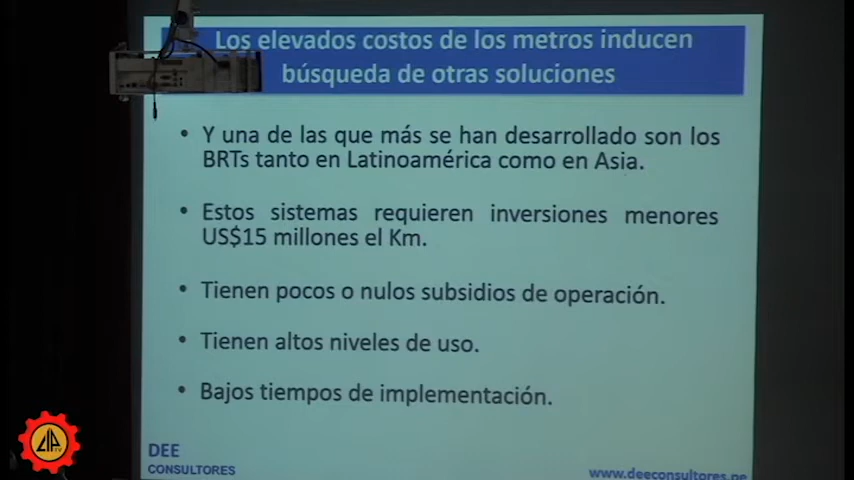 Los elevados costos de los metros inducen
búsqueda de otras soluciones
• Y una de las que más se han desarrollado son los
BRTs tanto en Latinoamérica como en Asia.
• Estos sistemas requieren inversiones menores
US$15 millones el Km.
• Tienen pocos o nulos subsidios de operación.
• Tienen altos niveles de uso.
• Bajos tiempos de implementación.
DEE
CONSULTORES
www.deeconsultores.pe